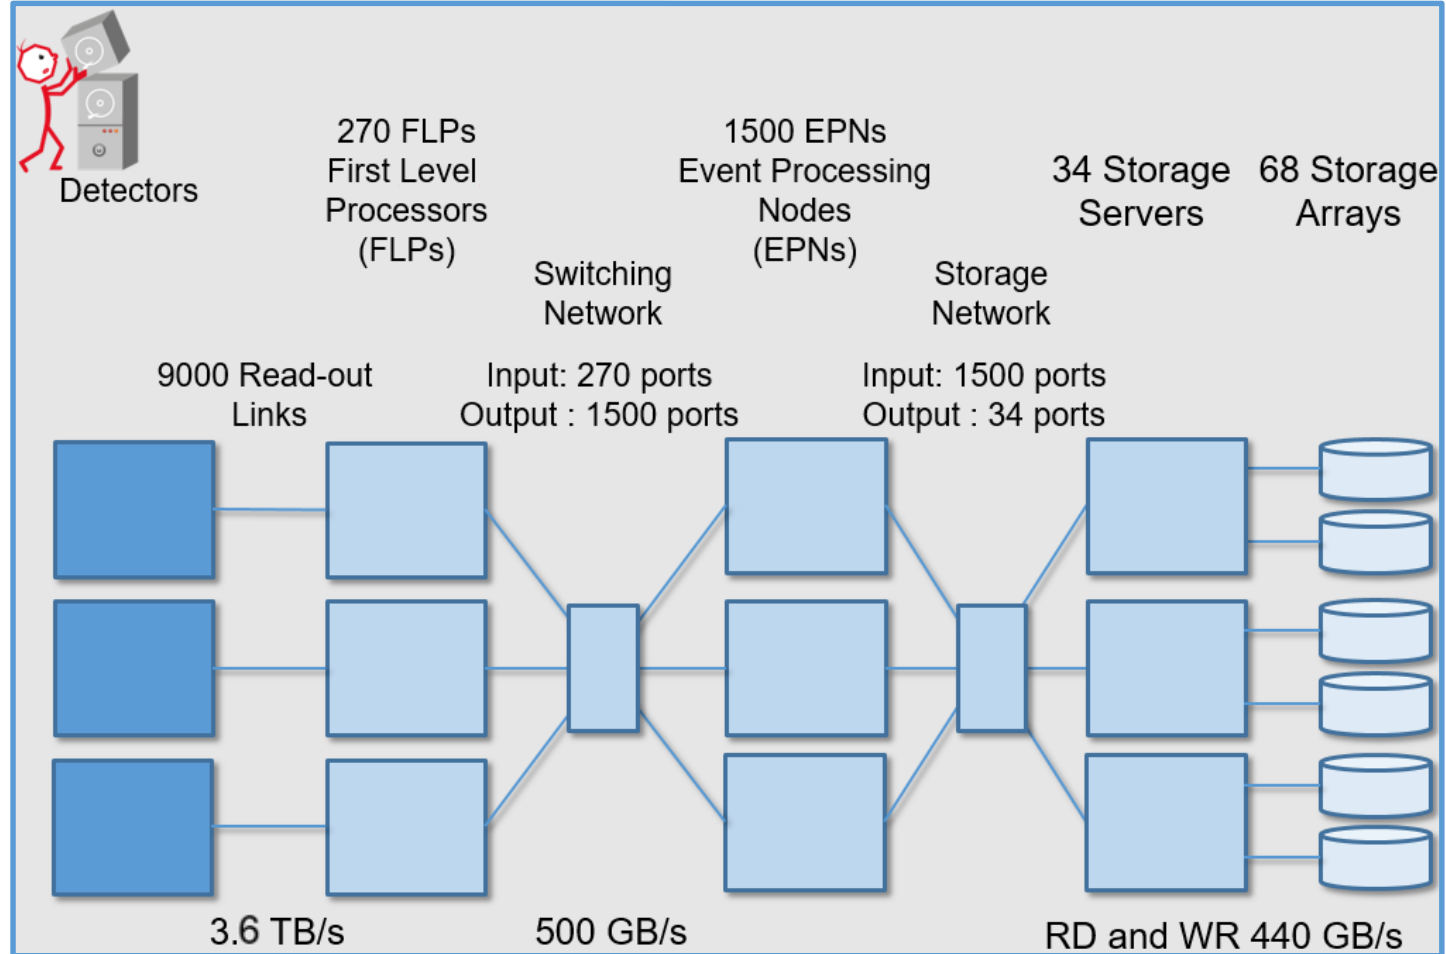 Detectors
270 FLPs
First Level
Processors
(FLPs)
1500 EPNs
Event Processing
Nodes
(EPNs)
34 Storage
Servers
68 Storage
Arrays
Switching
Network
Storage
Network
9000 Read-out
Links
Input: 270 ports
Output : 1500 ports
Input: 1500 ports
Output : 34 ports
3.6 TB/s
500 GB/s
RD and WR 440 GB/s